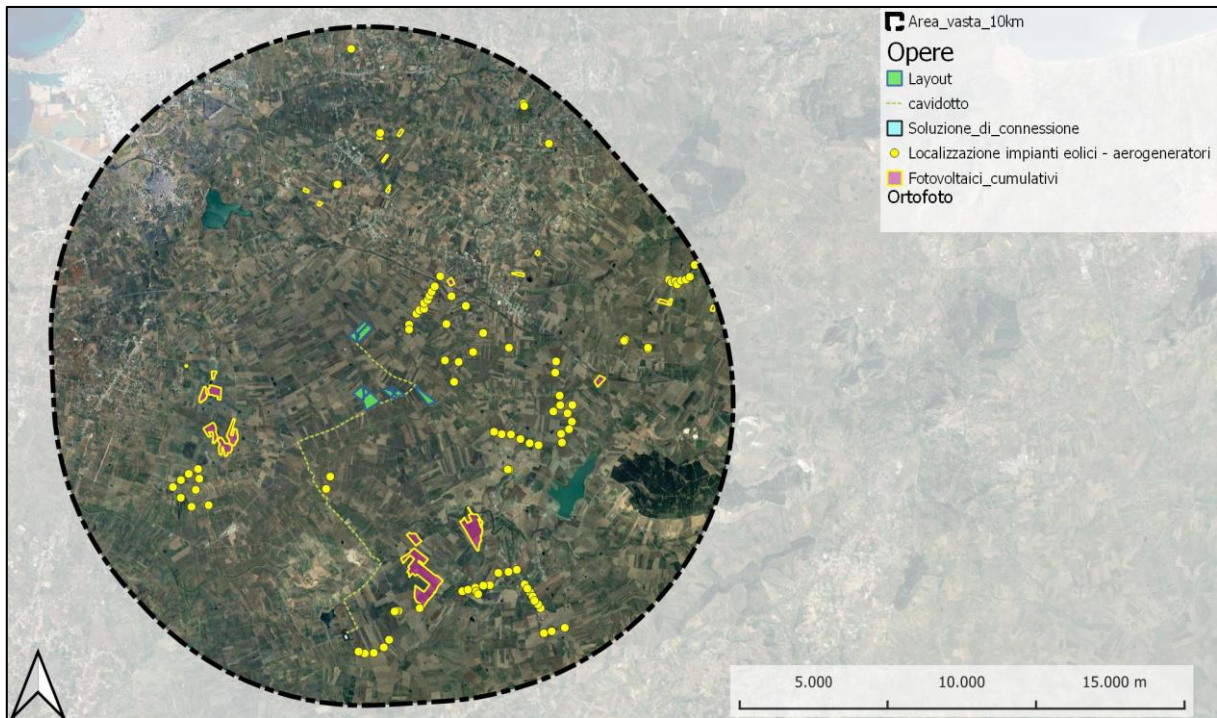 Area_vasta_10km
Opere
Layout
cavidotto
Soluzione_di_connessione
Localizzazione impianti eolici - aerogeneratori
Fotovoltaici_cumulativi
Ortofoto
5.000 10.000 15.000 m